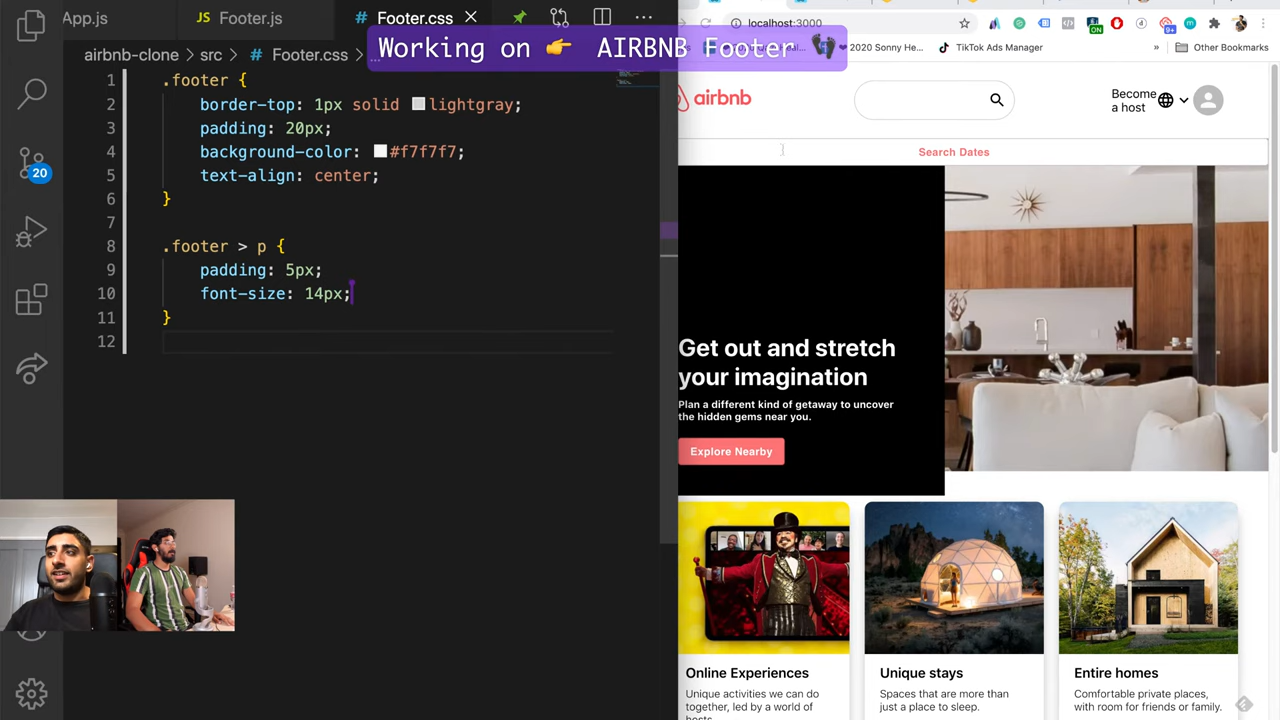 App.js
JS Footer.js
# Footer.css
airbnb-clone > src > # Footer.css > ...
Working on 👉 AIRBNB Footer 👣
1 .footer {
2 border-top: 1px solid lightgray;
3 padding: 20px;
4 background-color: #f7f7f7;
5 text-align: center;
6 }
7
8 .footer > p {
9 padding: 5px;
10 font-size: 14px;
11 }
12
20
localhost:3000
ON
9+
2020 Sonny He...
TikTok Ads Manager
»
Other Bookmarks
airbnb
Become
a host
Search Dates
Get out and stretch
your imagination
Plan a different kind of getaway to uncover
the hidden gems near you.
Explore Nearby
Online Experiences
Unique activities we can do
together, led by a world of
hosts.
Unique stays
Spaces that are more than
just a place to sleep.
Entire homes
Comfortable private places,
with room for friends or family.